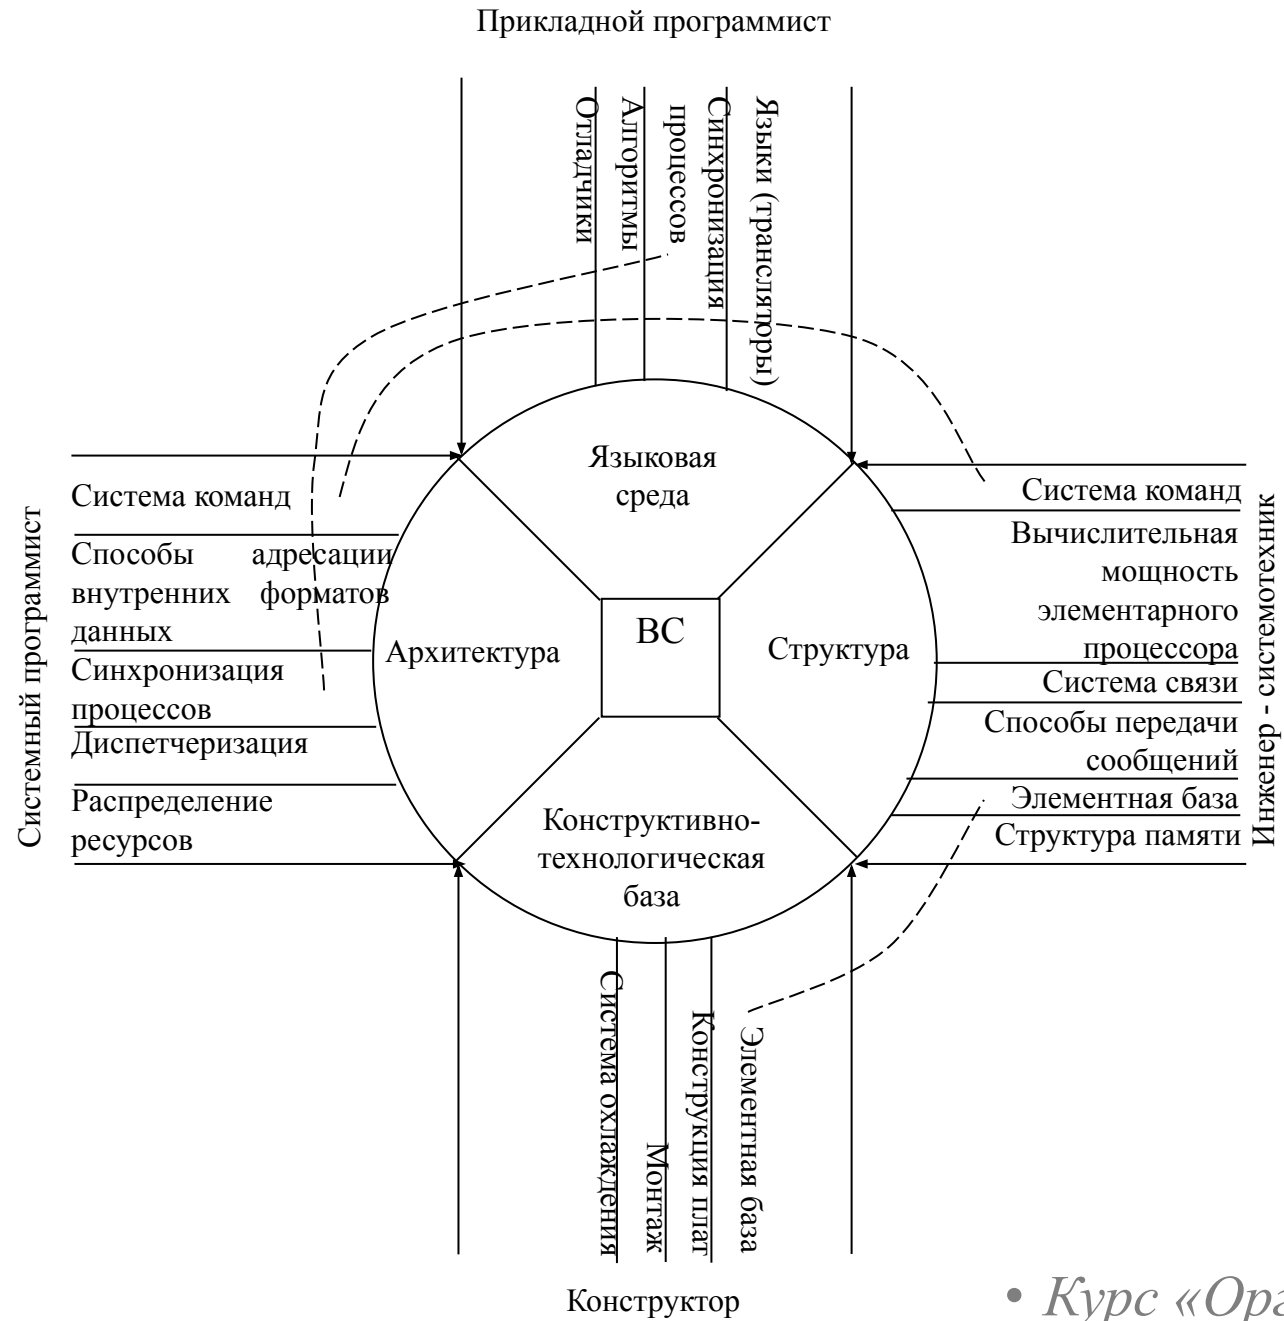 Прикладной программист
Отладчики
Алгоритмы
процессов
Синхронизация
Языки (трансляторы)
Системный программист
Система команд
Способы адресации
внутренних форматов
данных
Синхронизация
процессов
Диспетчеризация
Распределение
ресурсов
Языковая
среда
ВС
Архитектура
Структура
Конструктивно-
технологическая
база
Система команд
Вычислительная
мощность
элементарного
процессора
Система связи
Способы передачи
сообщений
Элементная база
Структура памяти
Инженер - системотехник
Система охлаждения
Монтаж
Конструкция плат
Элементная база
Конструктор
• Курс «Орг